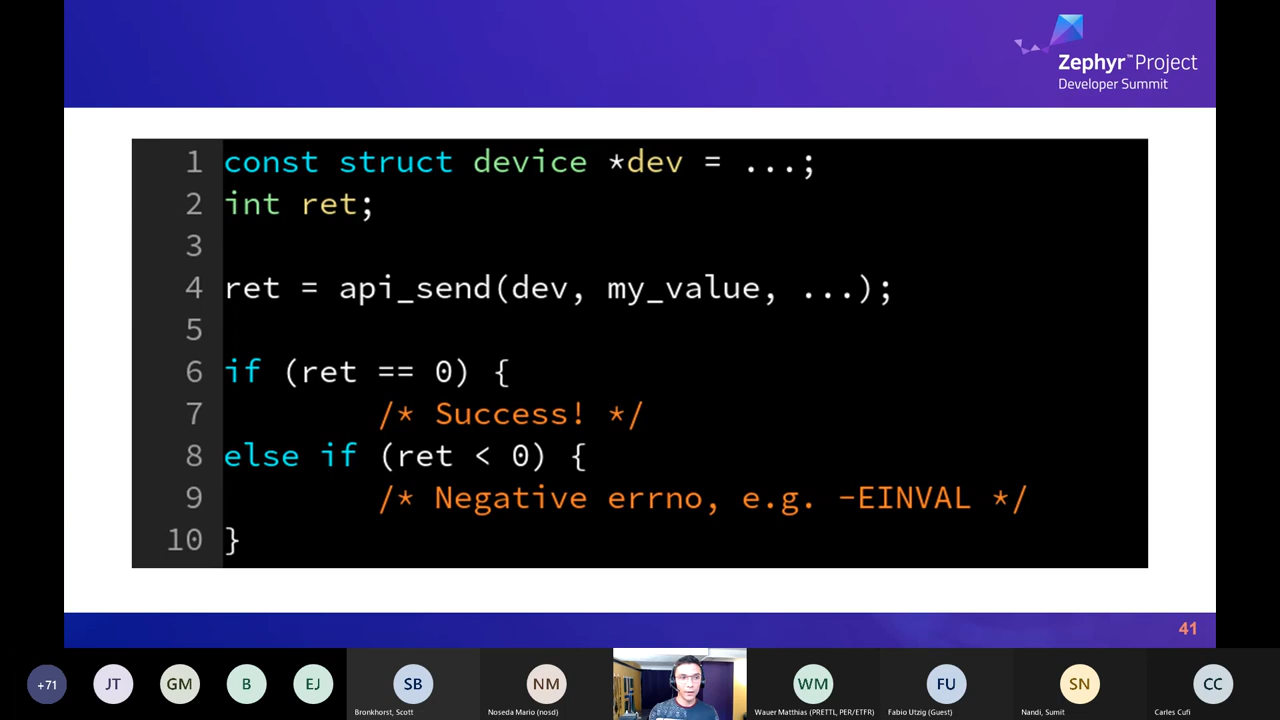 Zephyr™Project
Developer Summit
1 const struct device *dev = ...;
2 int ret;
3
4 ret = api_send(dev, my_value, ...);
5
6 if (ret == 0) {
7         /* Success! */
8 else if (ret < 0) {
9         /* Negative errno, e.g. -EINVAL */
10 }
41
+71 JT GM B EJ SB NM WM FU SN CC
Bronkhorst, Scott Noseda Mario (nosd) Wauer Matthias (PRETTL, PER/ETFR) Fabio Utzig (Guest) Nandi, Sumit Carles Cufi